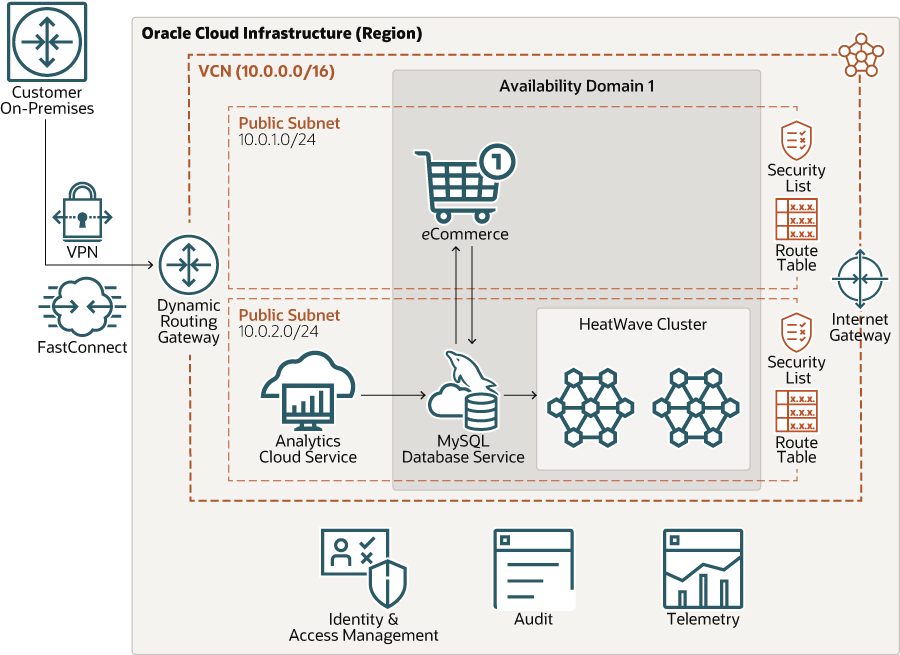 Oracle Cloud Infrastructure (Region)
Customer
On-Premises
VCN (10.0.0.0/16)
Availability Domain 1
Public Subnet
10.0.1.0/24
1
eCommerce
Security
List
x.x.x.
x.x.x.
x.x.x.
Route
Table
VPN
Dynamic
Routing
Gateway
FastConnect
Internet
Gateway
Public Subnet
10.0.2.0/24
HeatWave Cluster
Security
List
x.x.x.
x.x.x.
x.x.x.
Route
Table
Analytics
Cloud Service
MySQL
Database Service
Identity &
Access Management
Audit
Telemetry